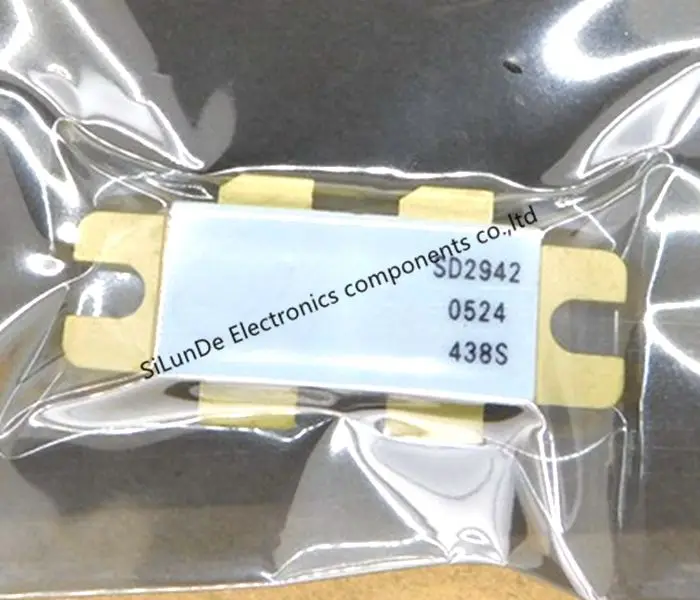 SiLunDe Electronics components co.,ltd
SD2942
0524
438S